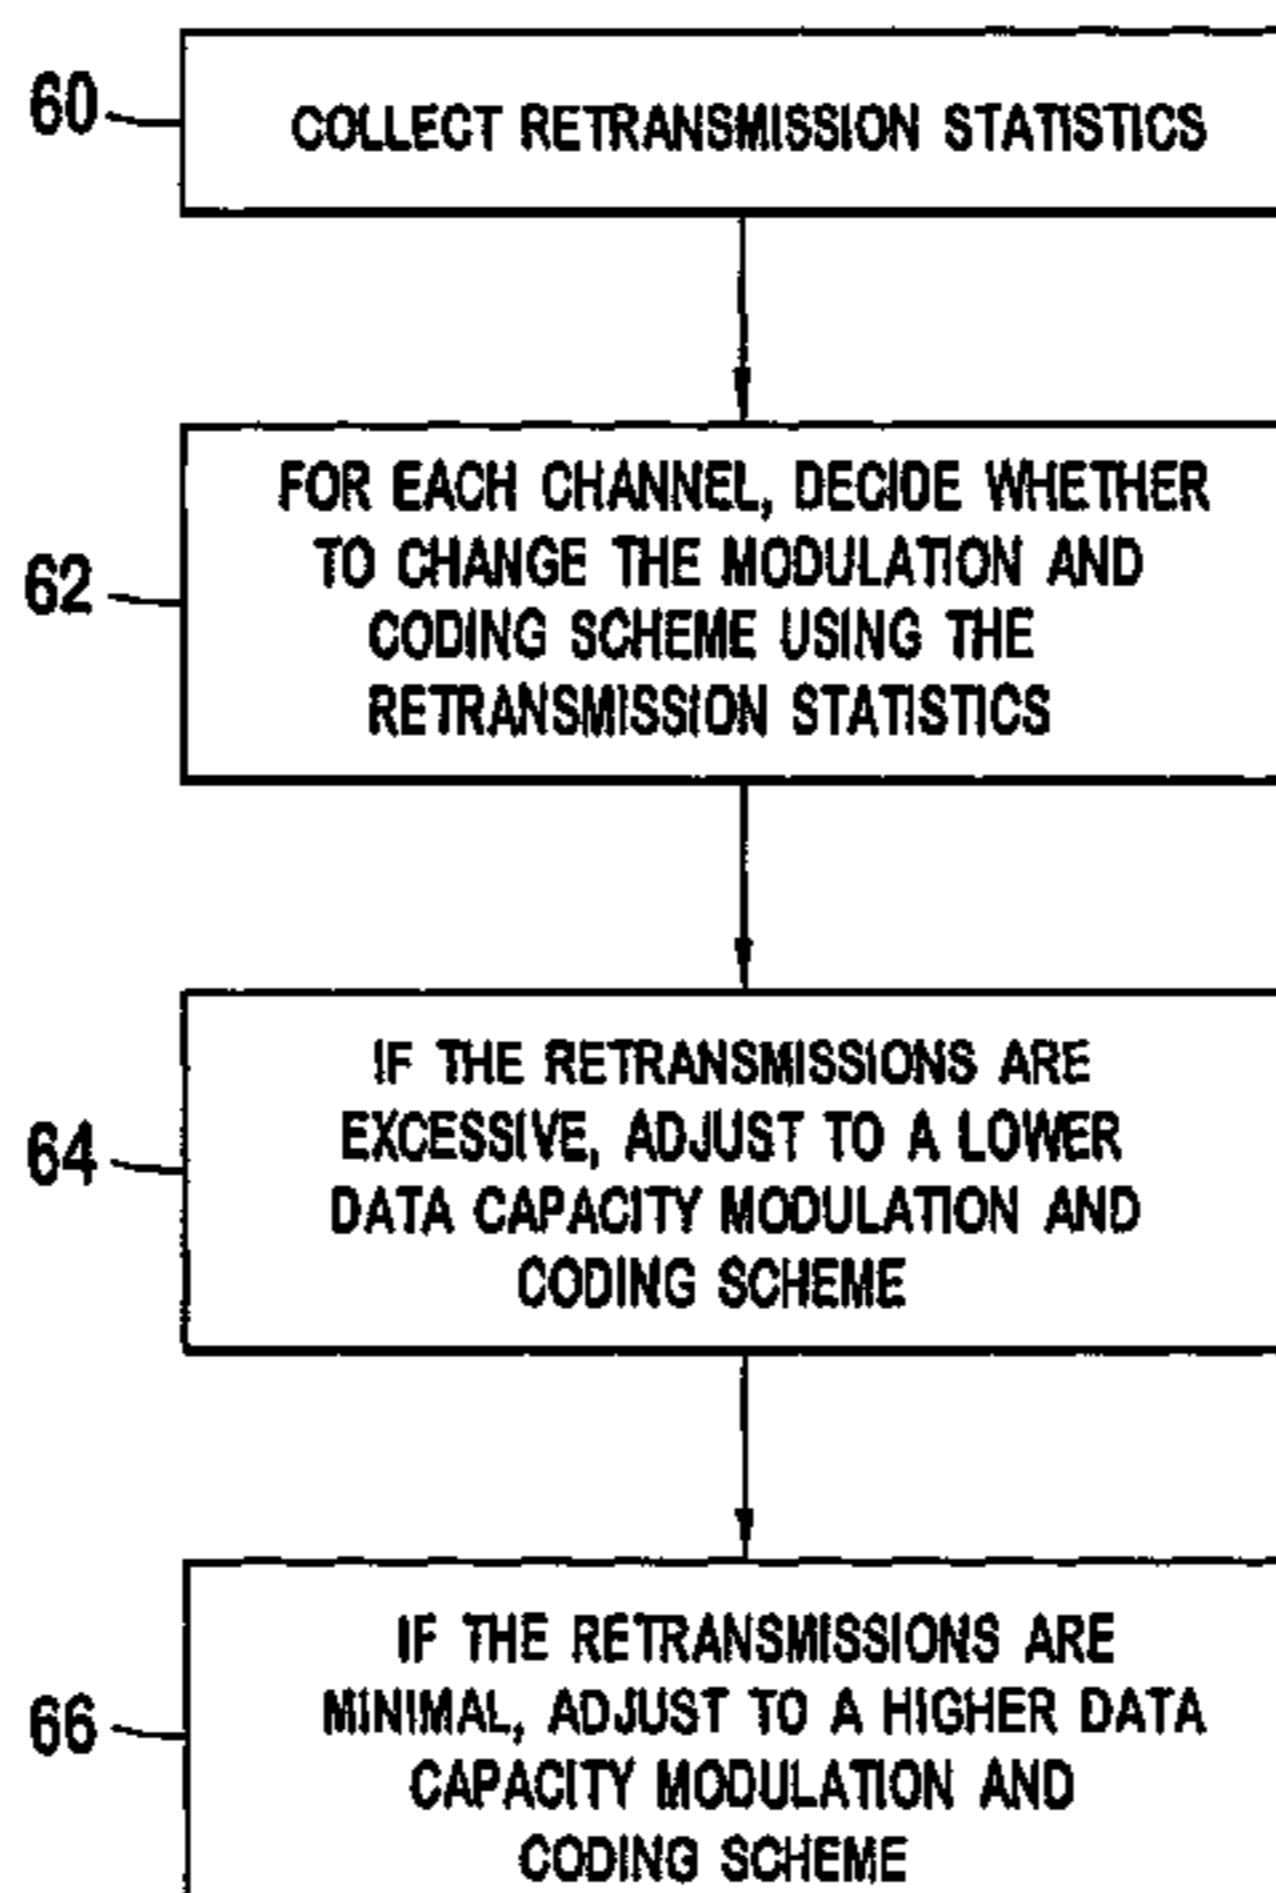 60
COLLECT RETRANSMISSION STATISTICS
62
FOR EACH CHANNEL, DECIDE WHETHER
TO CHANGE THE MODULATION AND
CODING SCHEME USING THE
RETRANSMISSION STATISTICS
64
IF THE RETRANSMISSIONS ARE
EXCESSIVE, ADJUST TO A LOWER
DATA CAPACITY MODULATION AND
CODING SCHEME
66
IF THE RETRANSMISSIONS ARE
MINIMAL, ADJUST TO A HIGHER DATA
CAPACITY MODULATION AND
CODING SCHEME